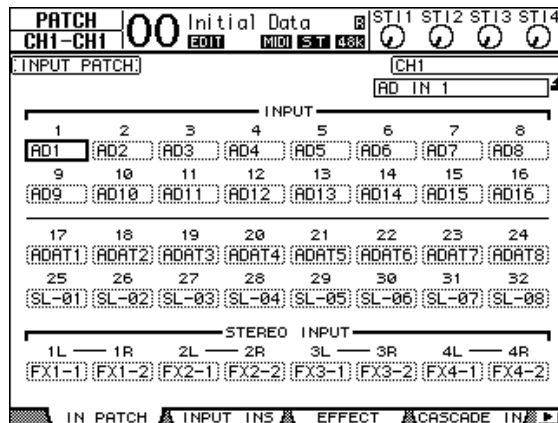 PATCH
CH1-CH1
00 Initial Data R
EDIT MIDI ST 48K
STI1 STI2 STI3 STI4
INPUT PATCH
CH1
AD IN 1
INPUT
1 2 3 4 5 6 7 8
AD1 AD2 AD3 AD4 AD5 AD6 AD7 AD8
9 10 11 12 13 14 15 16
AD9 AD10 AD11 AD12 AD13 AD14 AD15 AD16
17 18 19 20 21 22 23 24
ADAT1 ADAT2 ADAT3 ADAT4 ADAT5 ADAT6 ADAT7 ADAT8
25 26 27 28 29 30 31 32
SL-01 SL-02 SL-03 SL-04 SL-05 SL-06 SL-07 SL-08
STEREO INPUT
1L 1R 2L 2R 3L 3R 4L 4R
FX1-1 FX1-2 FX2-1 FX2-2 FX3-1 FX3-2 FX4-1 FX4-2
IN PATCH INPUT INS EFFECT CASCADE IN